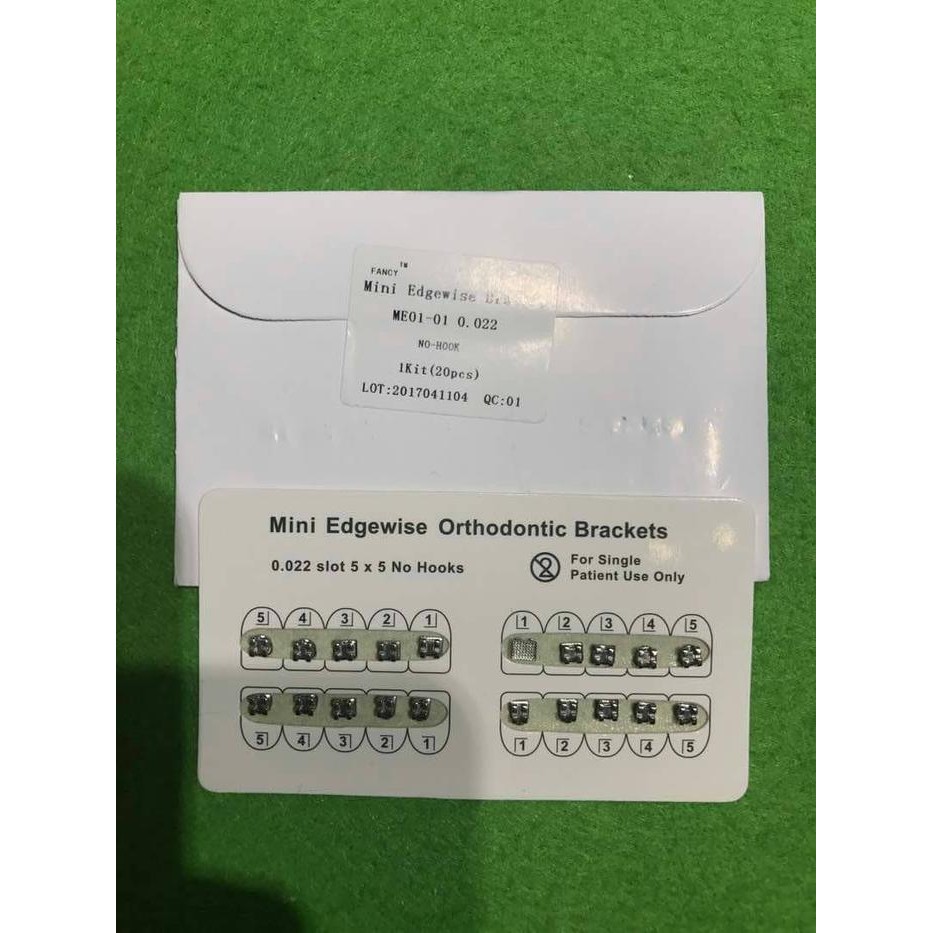 FANCY™
Mini Edgewise
ME01-01 0.022
NO-HOOK
1Kit(20pcs)
LOT:2017041104 QC:01
Mini Edgewise Orthodontic Brackets
0.022 slot 5 x 5 No Hooks
For Single
Patient Use Only
5 4 3 2 1 1 2 3 4 5
5 4 3 2 1 1 2 3 4 5